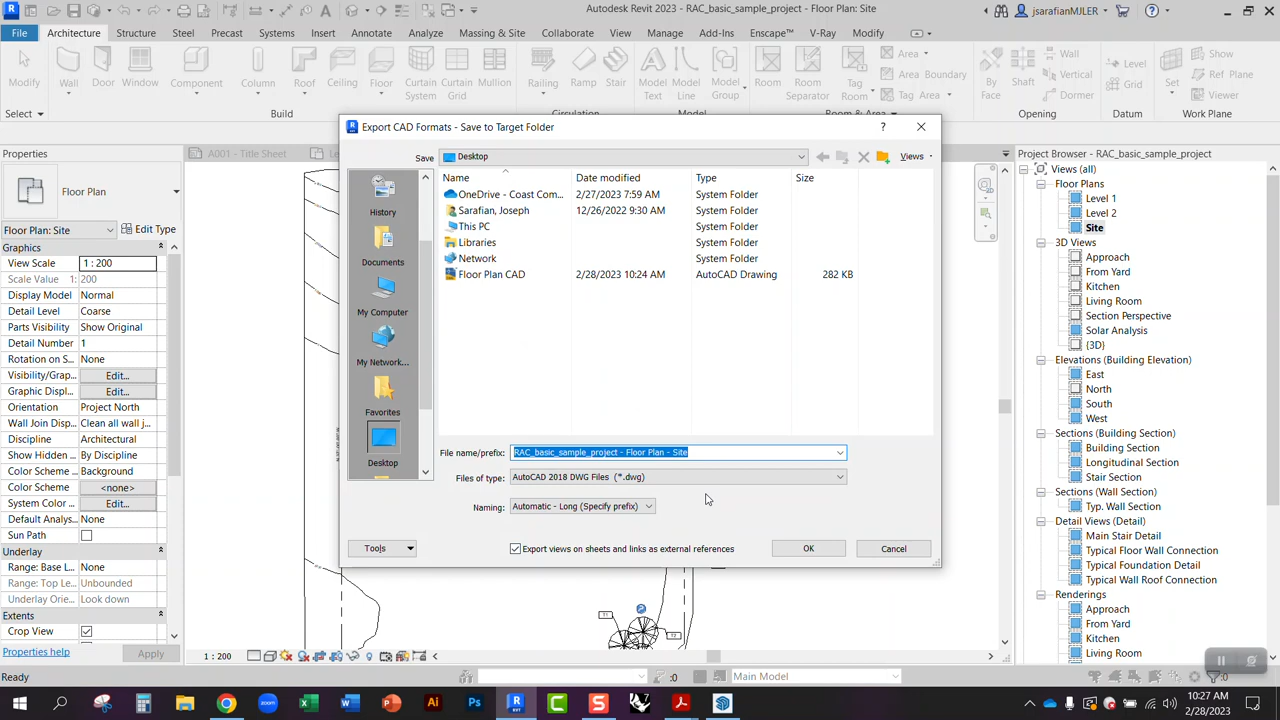 Autodesk Revit 2023 - RAC_basic_sample_project - Floor Plan: Site
jsarafianMJLER
File Architecture Structure Steel Precast Systems Insert Annotate Analyze Massing & Site Collaborate View Manage Add-Ins Enscape™ V-Ray Modify
Modify Wall Door Window Component Column Roof Ceiling Curtain System Curtain Grid Floor Mullion Railing Ramp Stair Model Text Model Line Model Group Room Room Separator Tag Room By Face Shaft Set
Area Wall Level Show
Area Boundary Vertical Grid Ref Plane
Tag Area Dormer Viewer
Select Build Circulation Model Room & Area Opening Datum Work Plane
Properties
Floor Plan
Floor Plan: Site Edit Type
Graphics
View Scale 1 : 200
Scale Value 1: 200
Display Model Normal
Detail Level Coarse
Parts Visibility Show Original
Detail Number 1
Rotation on S... None
Visibility/Grap... Edit...
Graphic Displ... Edit...
Orientation Project North
Wall Join Displ... Clean all wall j...
Discipline Architectural
Show Hidden ... By Discipline
Color Scheme ... Background
Color Scheme <none>
System Color ... Edit...
Default Analys... None
Sun Path
Underlay
Range: Base L... None
Range: Top Le... Unbounded
Underlay Orie... Look down
Extents
Crop View
Properties help Apply
A001 - Title Sheet
Export CAD Formats - Save to Target Folder
?
Save Desktop Views
History
Documents
My Computer
My Network...
Favorites
Desktop
Name Date modified Type Size
OneDrive - Coast Com... 2/27/2023 7:59 AM System Folder
Sarafian, Joseph 12/26/2022 9:30 AM System Folder
This PC System Folder
Libraries System Folder
Network System Folder
Floor Plan CAD 2/28/2023 10:24 AM AutoCAD Drawing 282 KB
File name/prefix: RAC_basic_sample_project - Floor Plan - Site
Files of type: AutoCAD 2018 DWG Files (*.dwg)
Naming: Automatic - Long (Specify prefix)
Tools Export views on sheets and links as external references OK Cancel
Project Browser - RAC_basic_sample_project
Views (all)
Floor Plans
Level 1
Level 2
Site
3D Views
Approach
From Yard
Kitchen
Living Room
Section Perspective
Solar Analysis
{3D}
Elevations (Building Elevation)
East
North
South
West
Sections (Building Section)
Building Section
Longitudinal Section
Stair Section
Sections (Wall Section)
Typ. Wall Section
Detail Views (Detail)
Main Stair Detail
Typical Floor Wall Connection
Typical Foundation Detail
Typical Wall Roof Connection
Renderings
Approach
From Yard
Kitchen
Living Room
1 : 200
Ready :0 Main Model :0
10:27 AM
2/28/2023